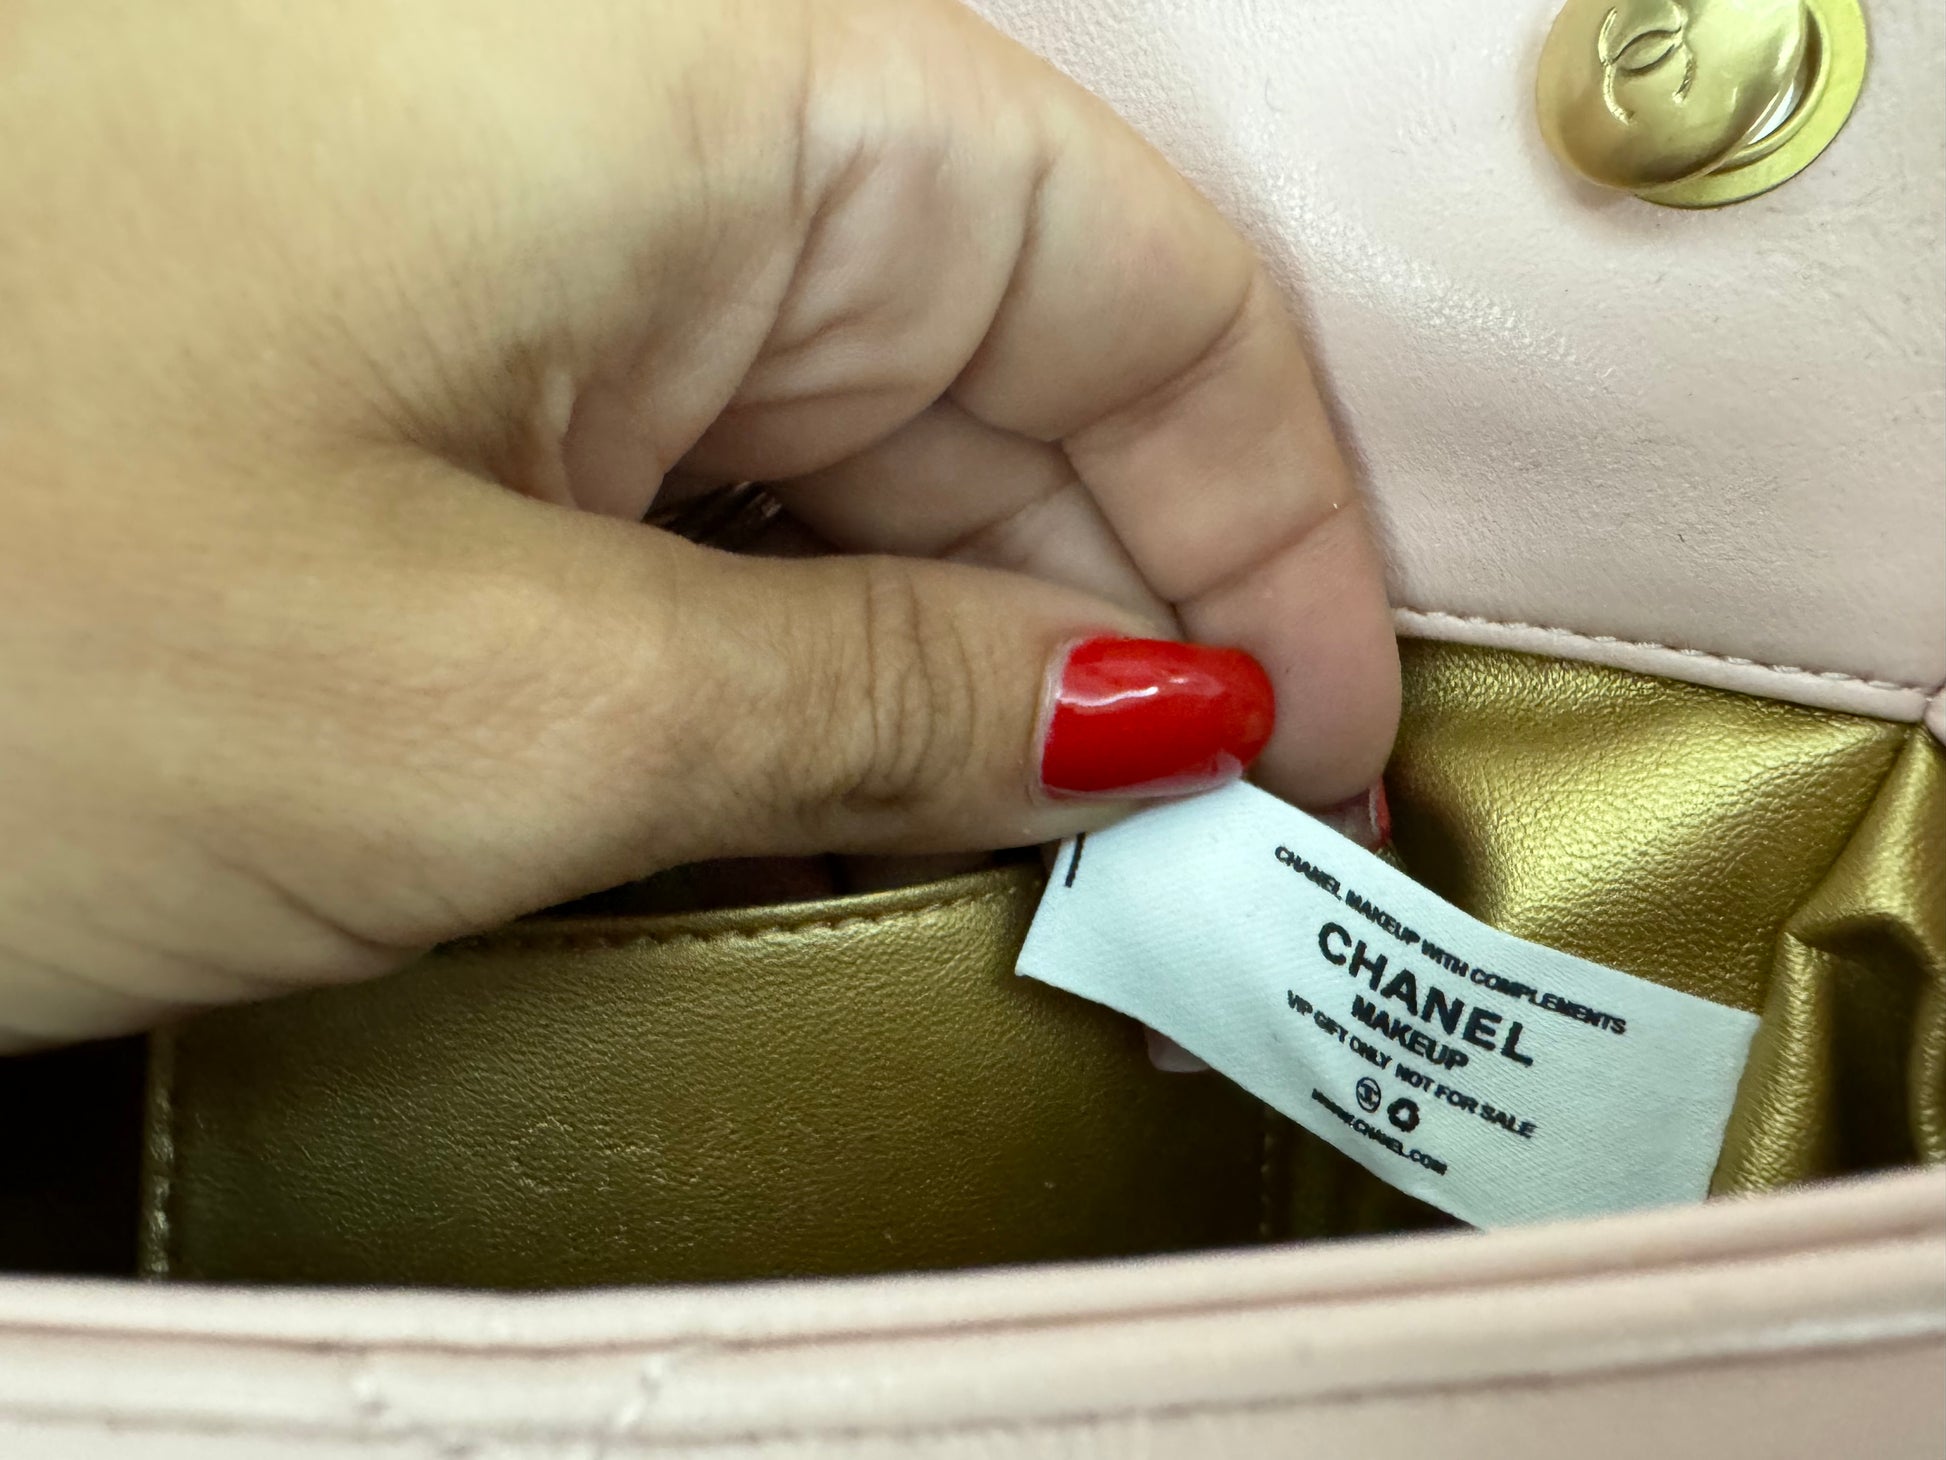 CHANEL MAKEUP WITH COMPLEMENTS
CHANEL
MAKEUP
VIP GIFT ONLY NOT FOR SALE
WWW.CHANEL.COM